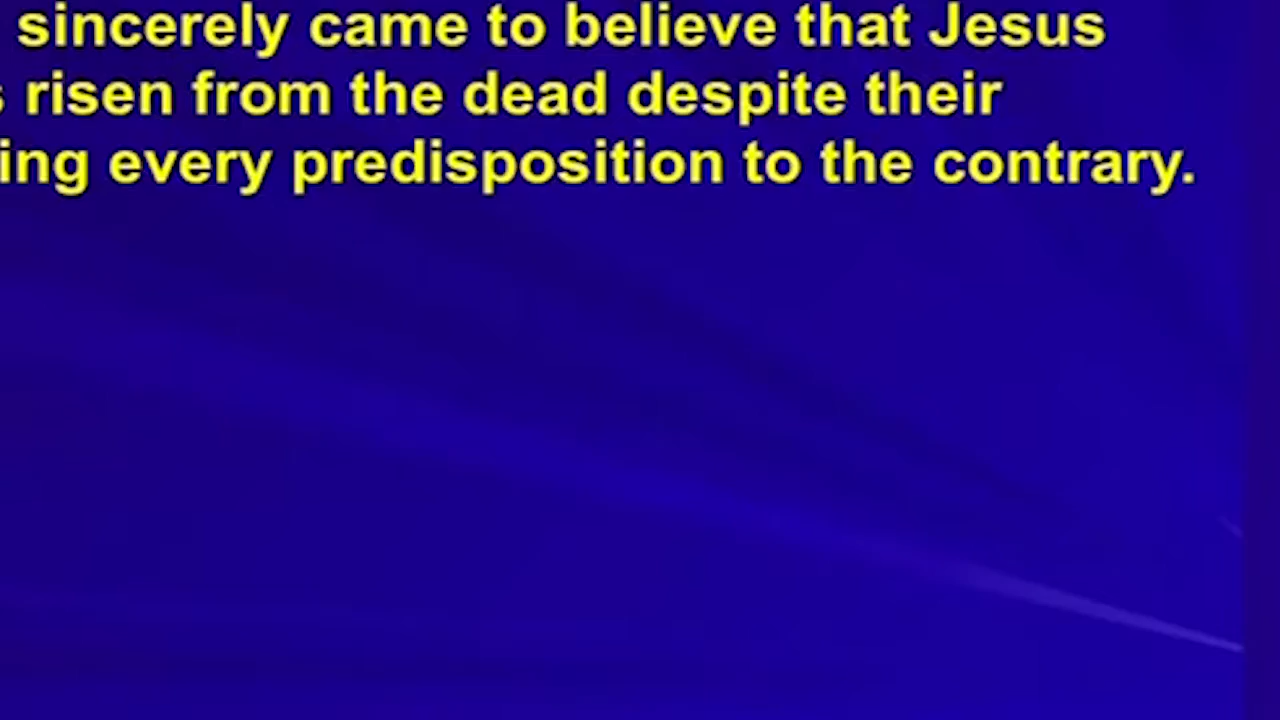 sincerely came to believe that Jesus
risen from the dead despite their
every predisposition to the contrary.